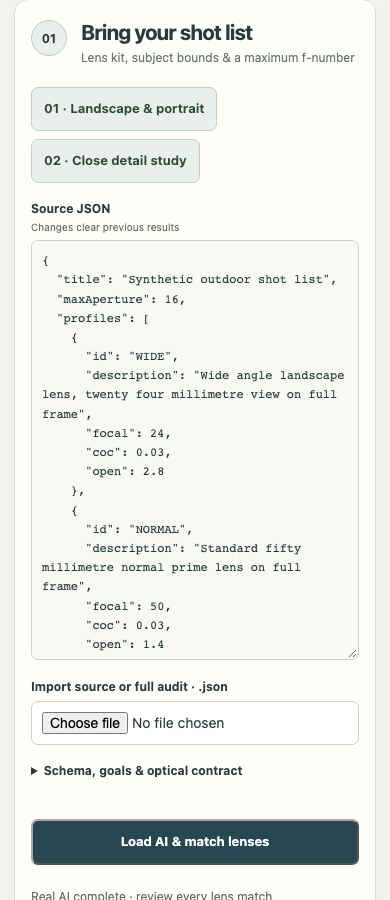 01
Bring your shot list
Lens kit, subject bounds & a maximum f-number
01 · Landscape & portrait
02 · Close detail study
Source JSON
Changes clear previous results
{
  "title": "Synthetic outdoor shot list",
  "maxAperture": 16,
  "profiles": [
    {
      "id": "WIDE",
      "description": "Wide angle landscape
lens, twenty four millimetre view on full
frame",
      "focal": 24,
      "coc": 0.03,
      "open": 2.8
    },
    {
      "id": "NORMAL",
      "description": "Standard fifty
millimetre normal prime lens on full
frame",
      "focal": 50,
      "coc": 0.03,
      "open": 1.4
Import source or full audit · .json
Choose file No file chosen
Schema, goals & optical contract
Load AI & match lenses
Real AI complete · review every lens match